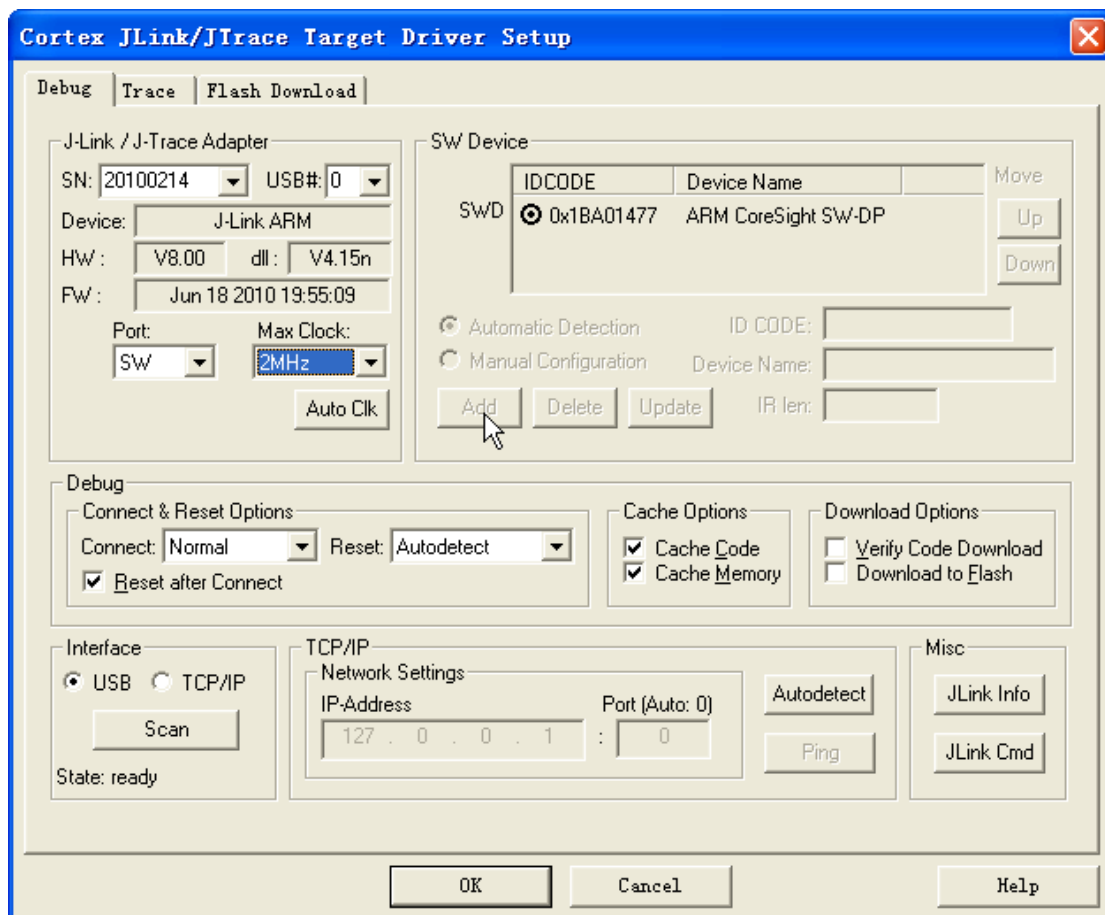 Cortex JLink/JTrace Target Driver Setup
Debug Trace Flash Download
J-Link / J-Trace Adapter
SN: 20100214 USB#: 0
Device: J-Link ARM
HW : V8.00 dll : V4.15n
FW : Jun 18 2010 19:55:09
Port: Max Clock:
SW 2MHz
Auto Clk
SW Device
IDCODE Device Name Move
SWD 0x1BA01477 ARM CoreSight SW-DP Up
Down
Automatic Detection ID CODE:
Manual Configuration Device Name:
Add Delete Update IR len:
Debug
Connect & Reset Options
Connect: Normal Reset: Autodetect
Reset after Connect
Cache Options
Cache Code
Cache Memory
Download Options
Verify Code Download
Download to Flash
Interface
USB TCP/IP
Scan
State: ready
TCP/IP
Network Settings
IP-Address Port (Auto: 0)
127 . 0 . 0 . 1 : 0
Autodetect
Ping
Misc
JLink Info
JLink Cmd
OK Cancel Help